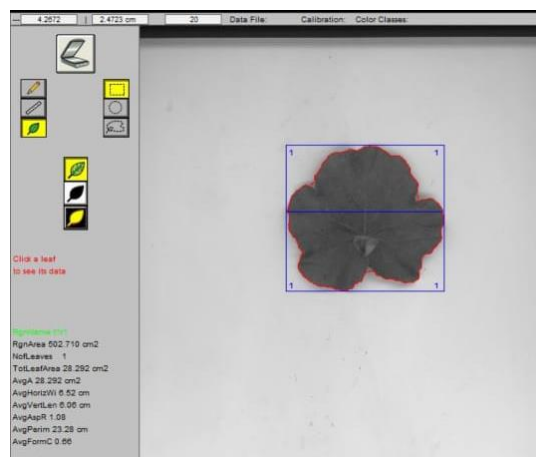 4.2672 | 2.4723 cm 20 Data File: Calibration: Color Classes:
1 1
1 1
Click a leaf
to see its data
RgnArea 502.710 cm2
NofLeaves 1
TotLeafArea 28.292 cm2
AvgA 28.292 cm2
AvgHorizWi 6.52 cm
AvgVertLen 6.06 cm
AvgAspR 1.08
AvgPerim 23.28 cm
AvgFormC 0.66